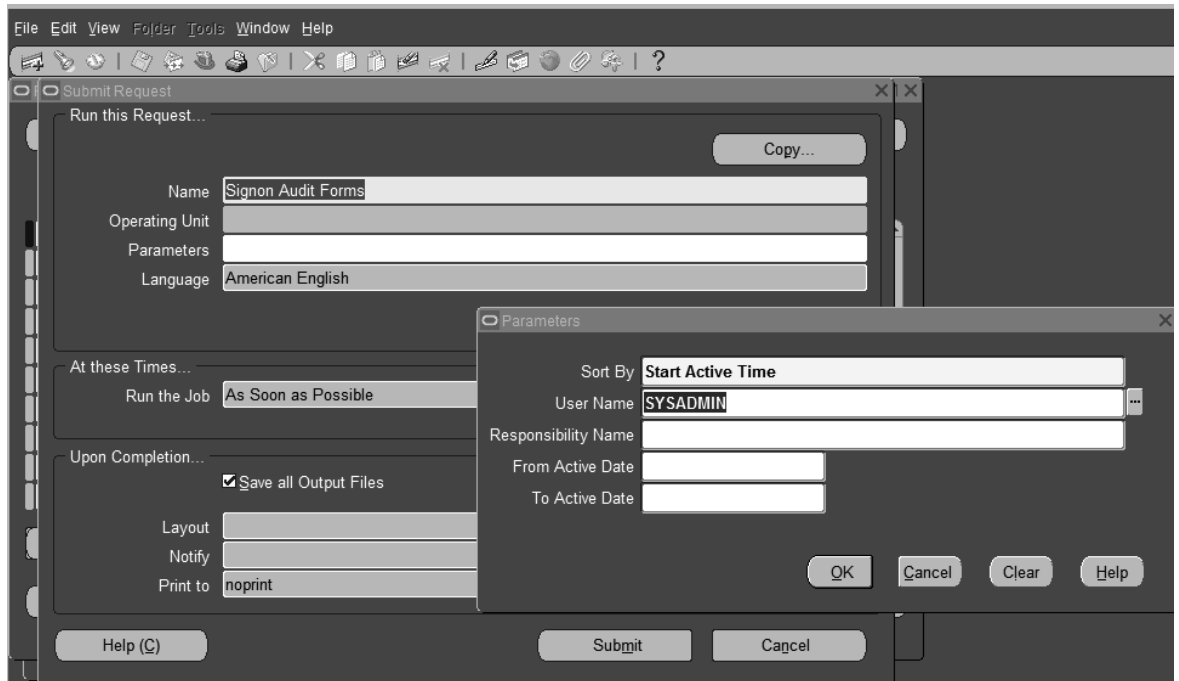 File Edit View Folder Tools Window Help
Submit Request
Run this Request...
Copy...
Name Signon Audit Forms
Operating Unit
Parameters
Language American English
Parameters
At these Times...
Run the Job As Soon as Possible
Sort By Start Active Time
User Name SYSADMIN
Responsibility Name
From Active Date
To Active Date
Upon Completion...
Save all Output Files
Layout
Notify
Print to noprint
OK Cancel Clear Help
Help (C) Submit Cancel